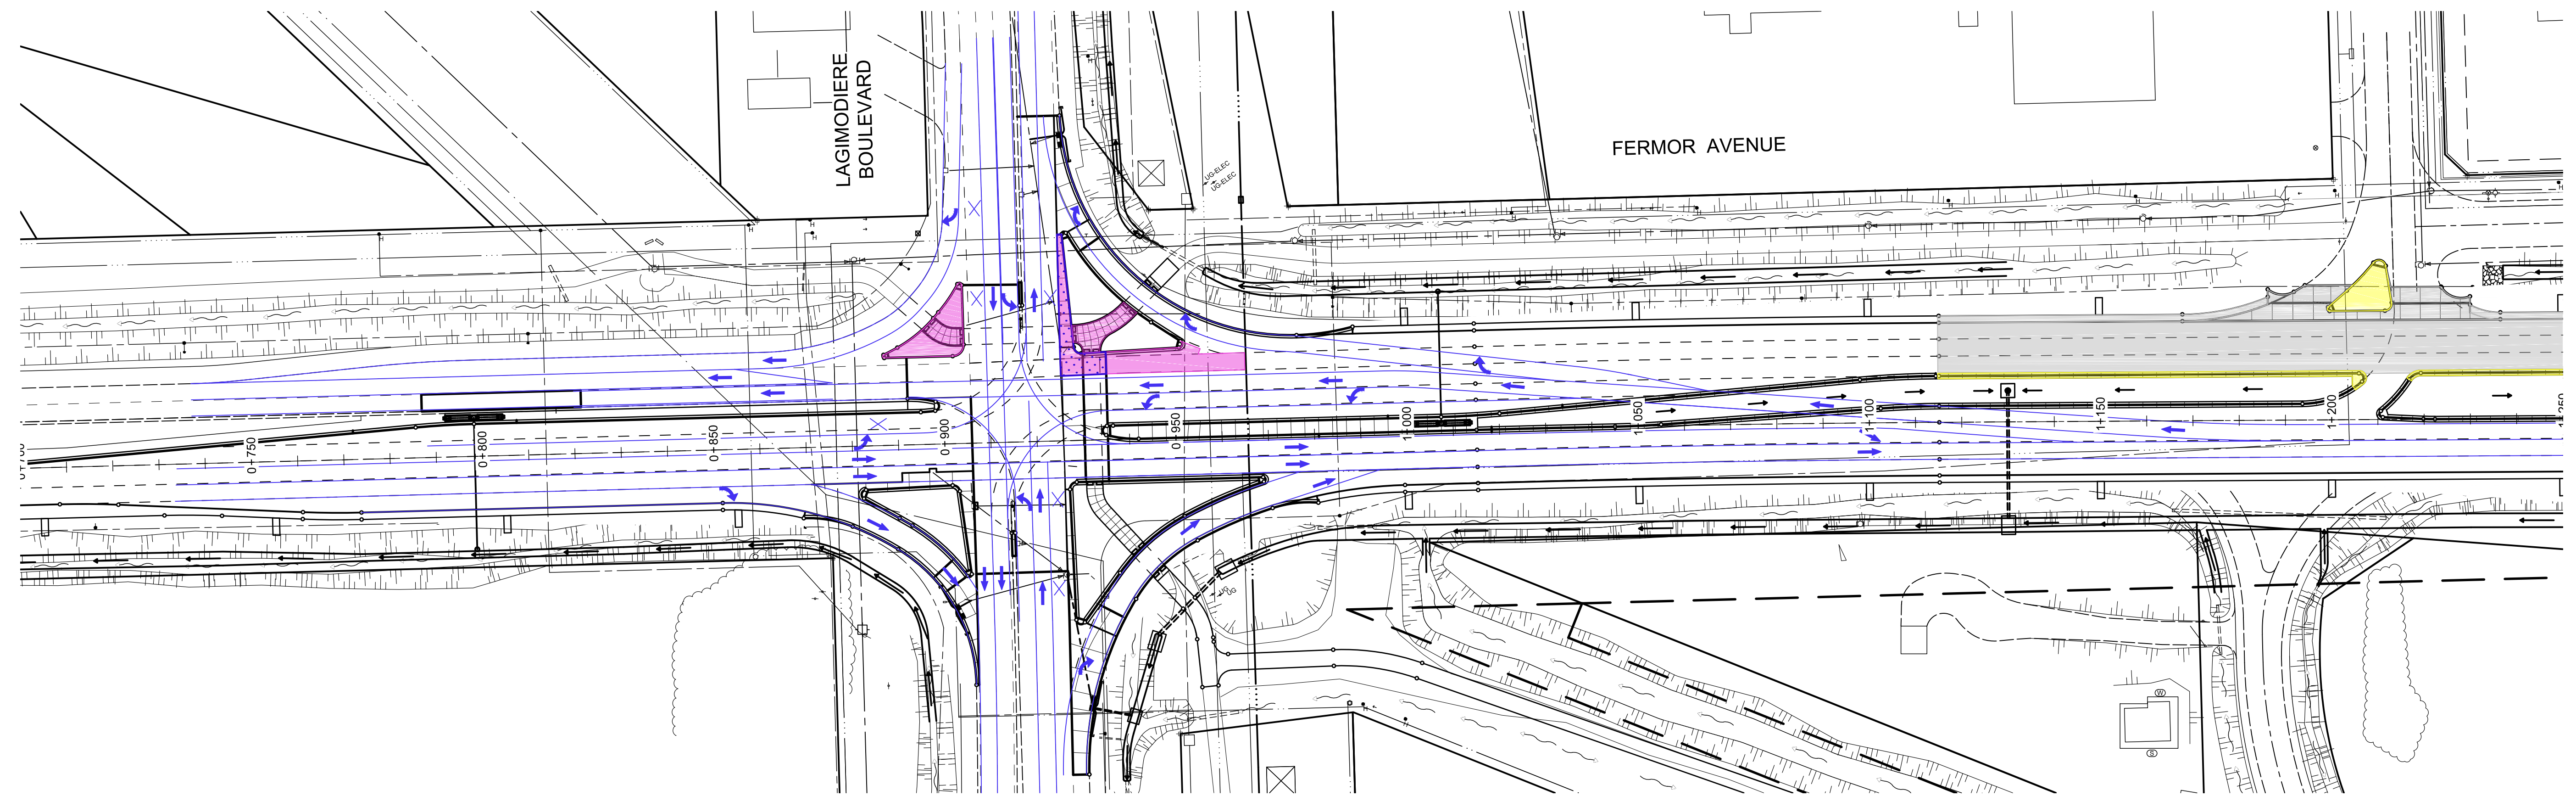 LAGIMODIERE
BOULEVARD
FERMOR AVENUE
UG-ELEC
UG-ELEC
0+750
0+800
0+850
0+900
0+950
1+000
1+050
1+100
1+150
1+200
H
H
H
H
H
H
H
H
H
H
W
S